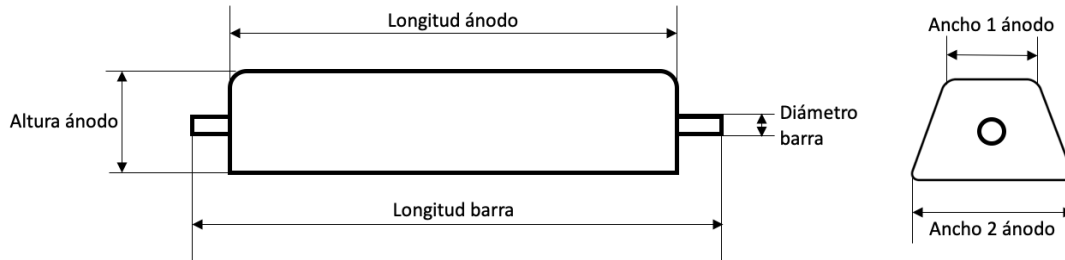 Longitud ánodo
Ancho 1 ánodo
Altura ánodo
Diámetro
barra
Longitud barra
Ancho 2 ánodo